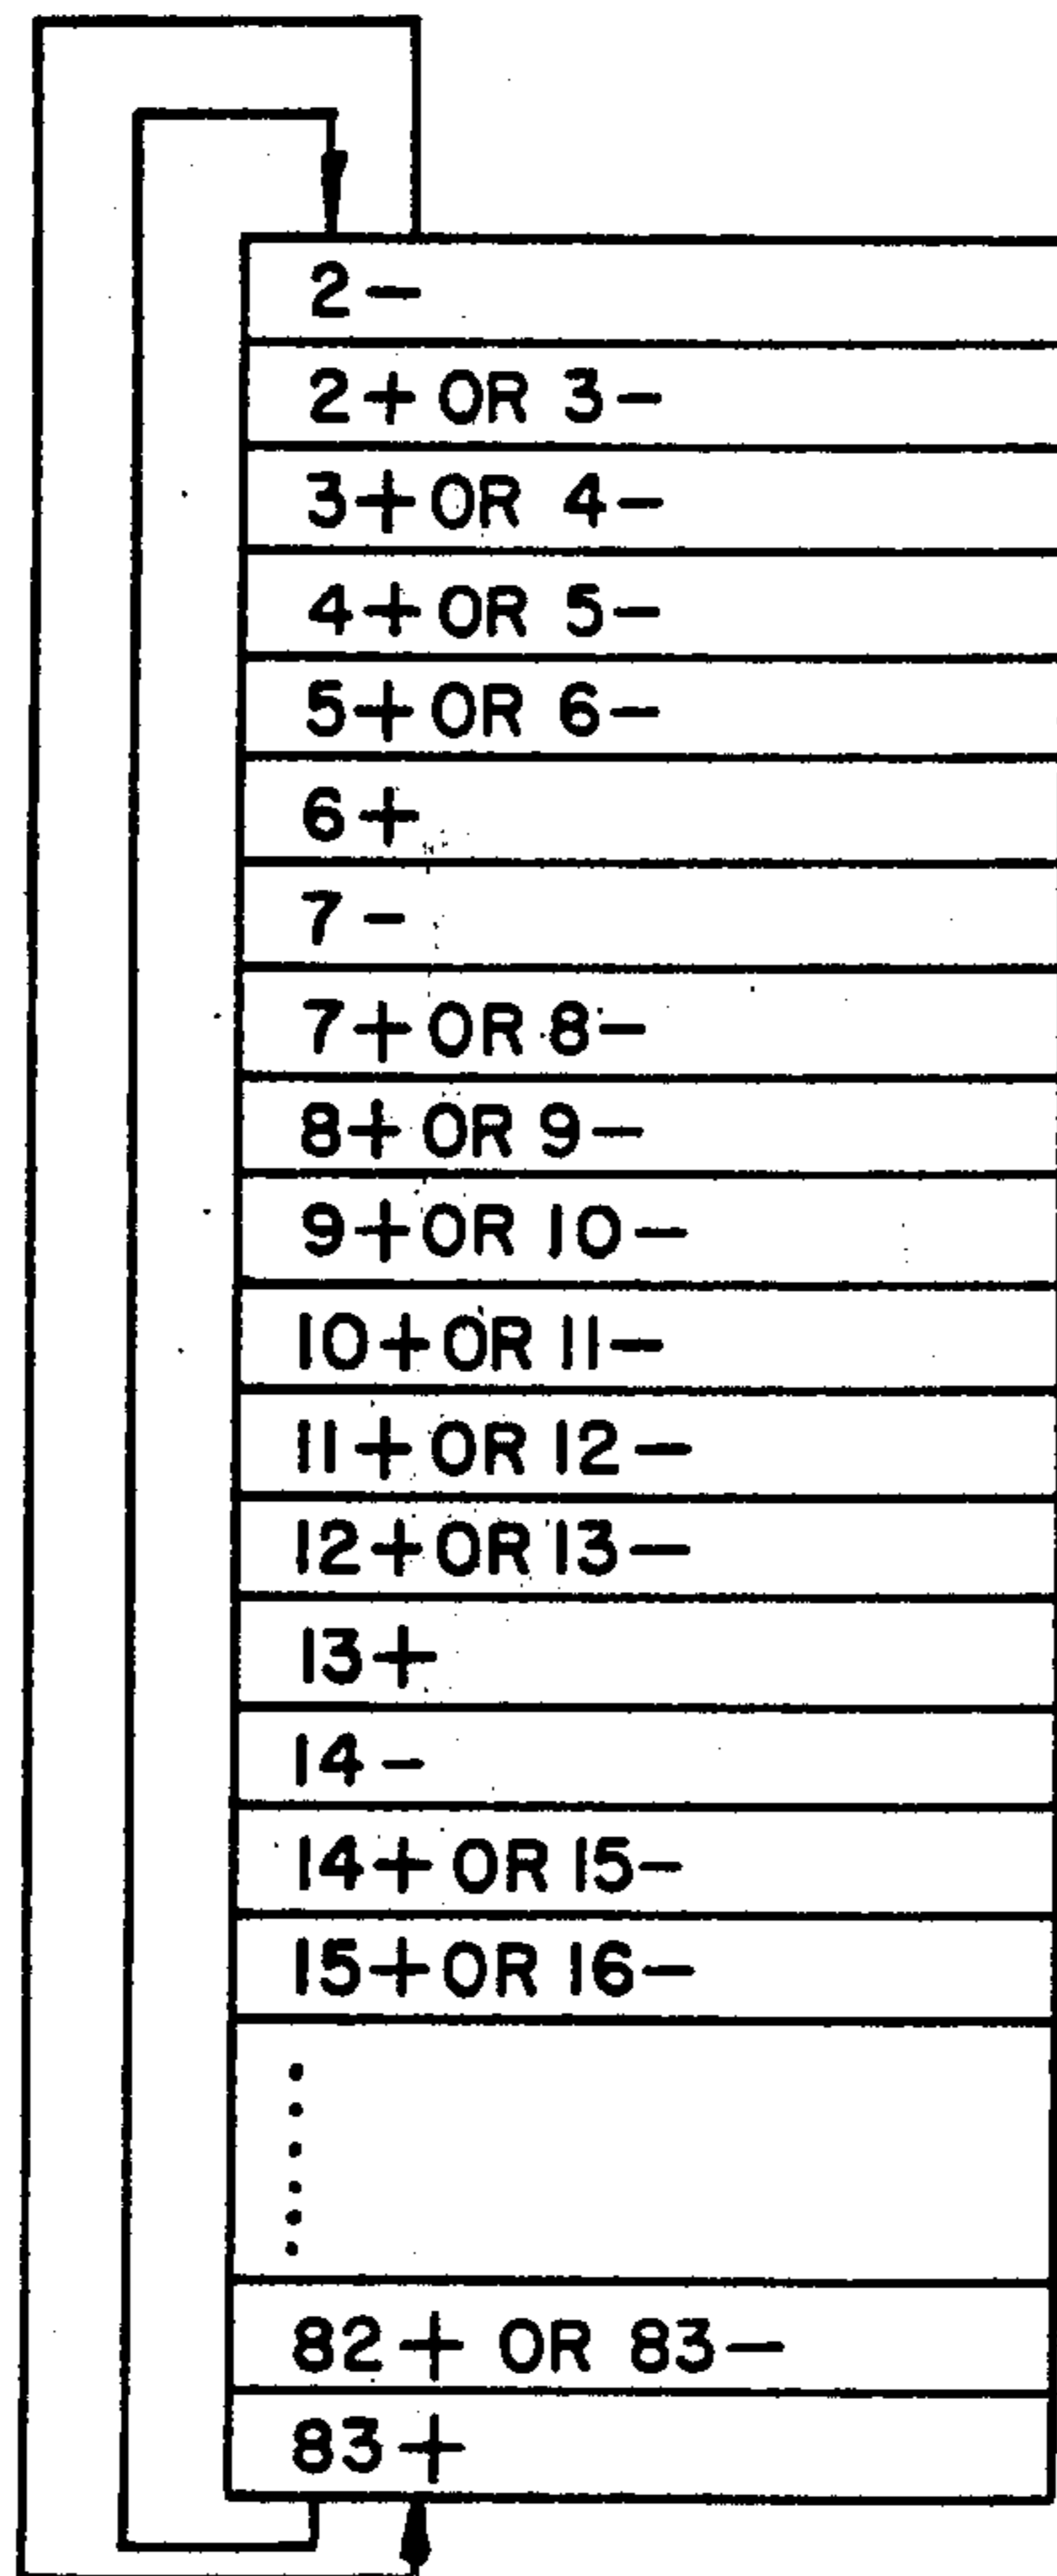 2-
2+ OR 3-
3+ OR 4-
4+ OR 5-
5+ OR 6-
6+
7-
7+ OR 8-
8+ OR 9-
9+ OR 10-
10+ OR 11-
11+ OR 12-
12+ OR 13-
13+
14-
14+ OR 15-
15+ OR 16-
82+ OR 83-
83+